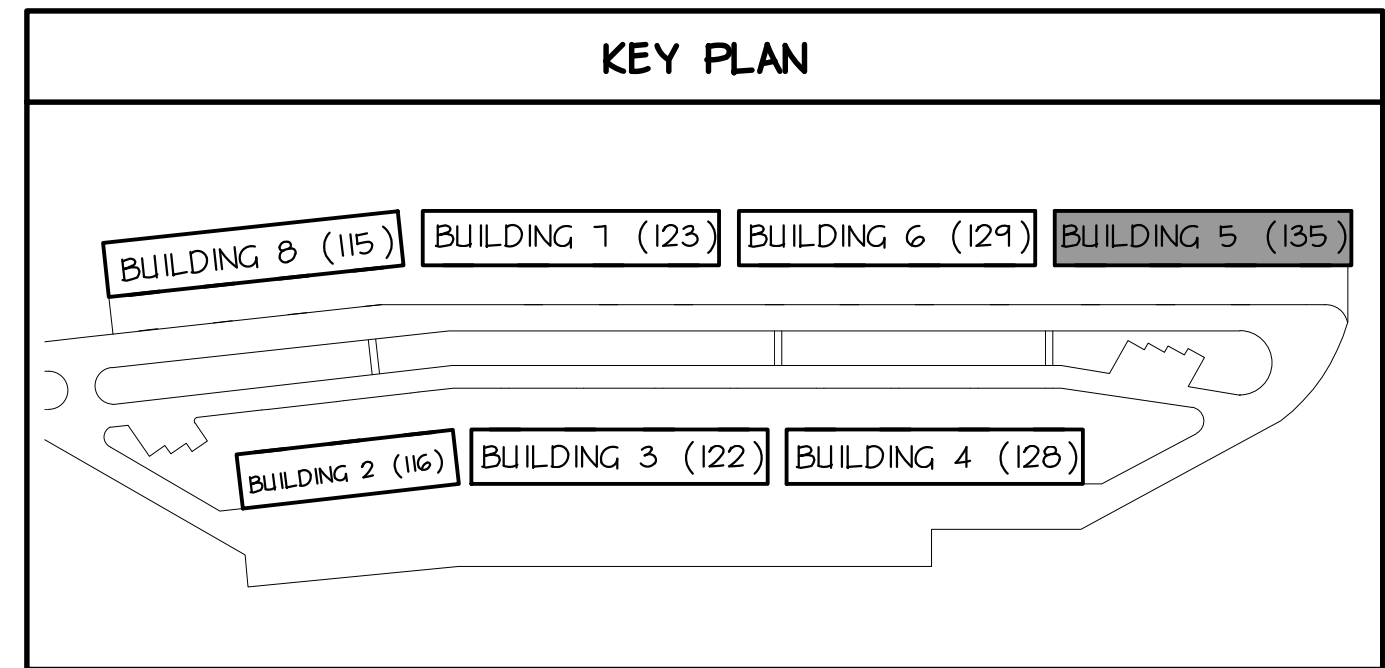 KEY PLAN
BUILDING 8 (115)
BUILDING 7 (123)
BUILDING 6 (129)
BUILDING 5 (135)
BUILDING 2 (116)
BUILDING 3 (122)
BUILDING 4 (128)